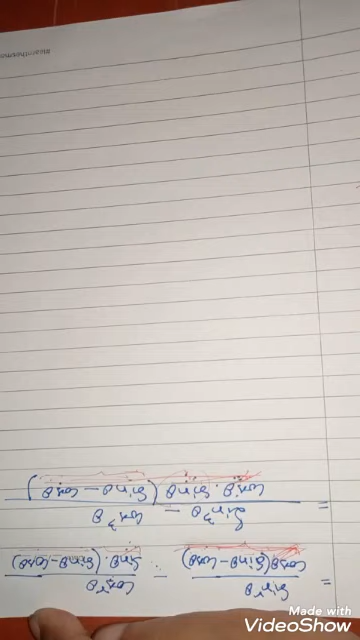 = Sin²θ / Cosθ(Sinθ-Cosθ) - Cos²θ / Sinθ.(Sinθ-Cosθ)
= Sin³θ - Cos³θ / Cosθ.Sinθ(Sinθ-Cosθ)
Made with
VideoShow